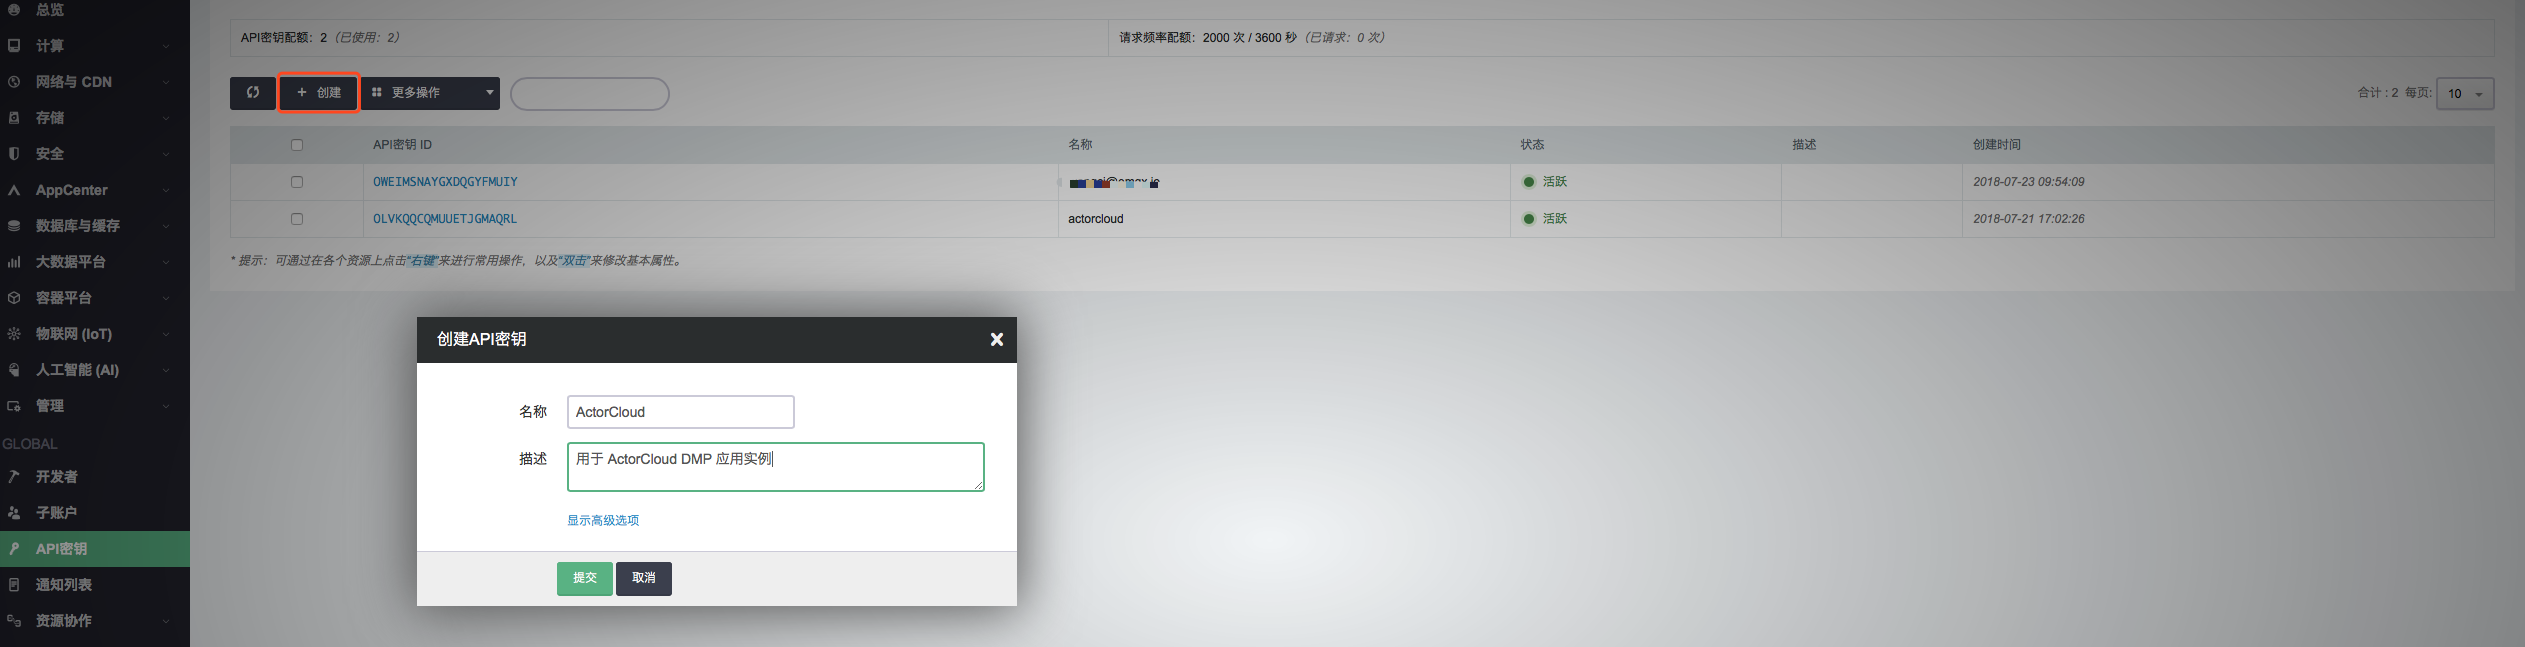 总览
计算
网络与 CDN
存储
安全
AppCenter
数据库与缓存
大数据平台
容器平台
物联网 (IoT)
人工智能 (AI)
管理
GLOBAL
开发者
子账户
API密钥
通知列表
资源协作
API密钥配额：2（已使用：2）
请求频率配额：2000 次 / 3600 秒（已请求：0 次）
+ 创建 更多操作
合计 : 2 每页: 10
API密钥 ID 名称 状态 描述 创建时间
OWEIMSNAYGXDQGYFMUIY 活跃 2018-07-23 09:54:09
OLVKQQCQMUUETJGMAQRL actorcloud 活跃 2018-07-21 17:02:26
* 提示：可通过在各个资源上点击“右键”来进行常用操作，以及“双击”来修改基本属性。
创建API密钥
名称 ActorCloud
描述 用于 ActorCloud DMP 应用实例
显示高级选项
提交 取消